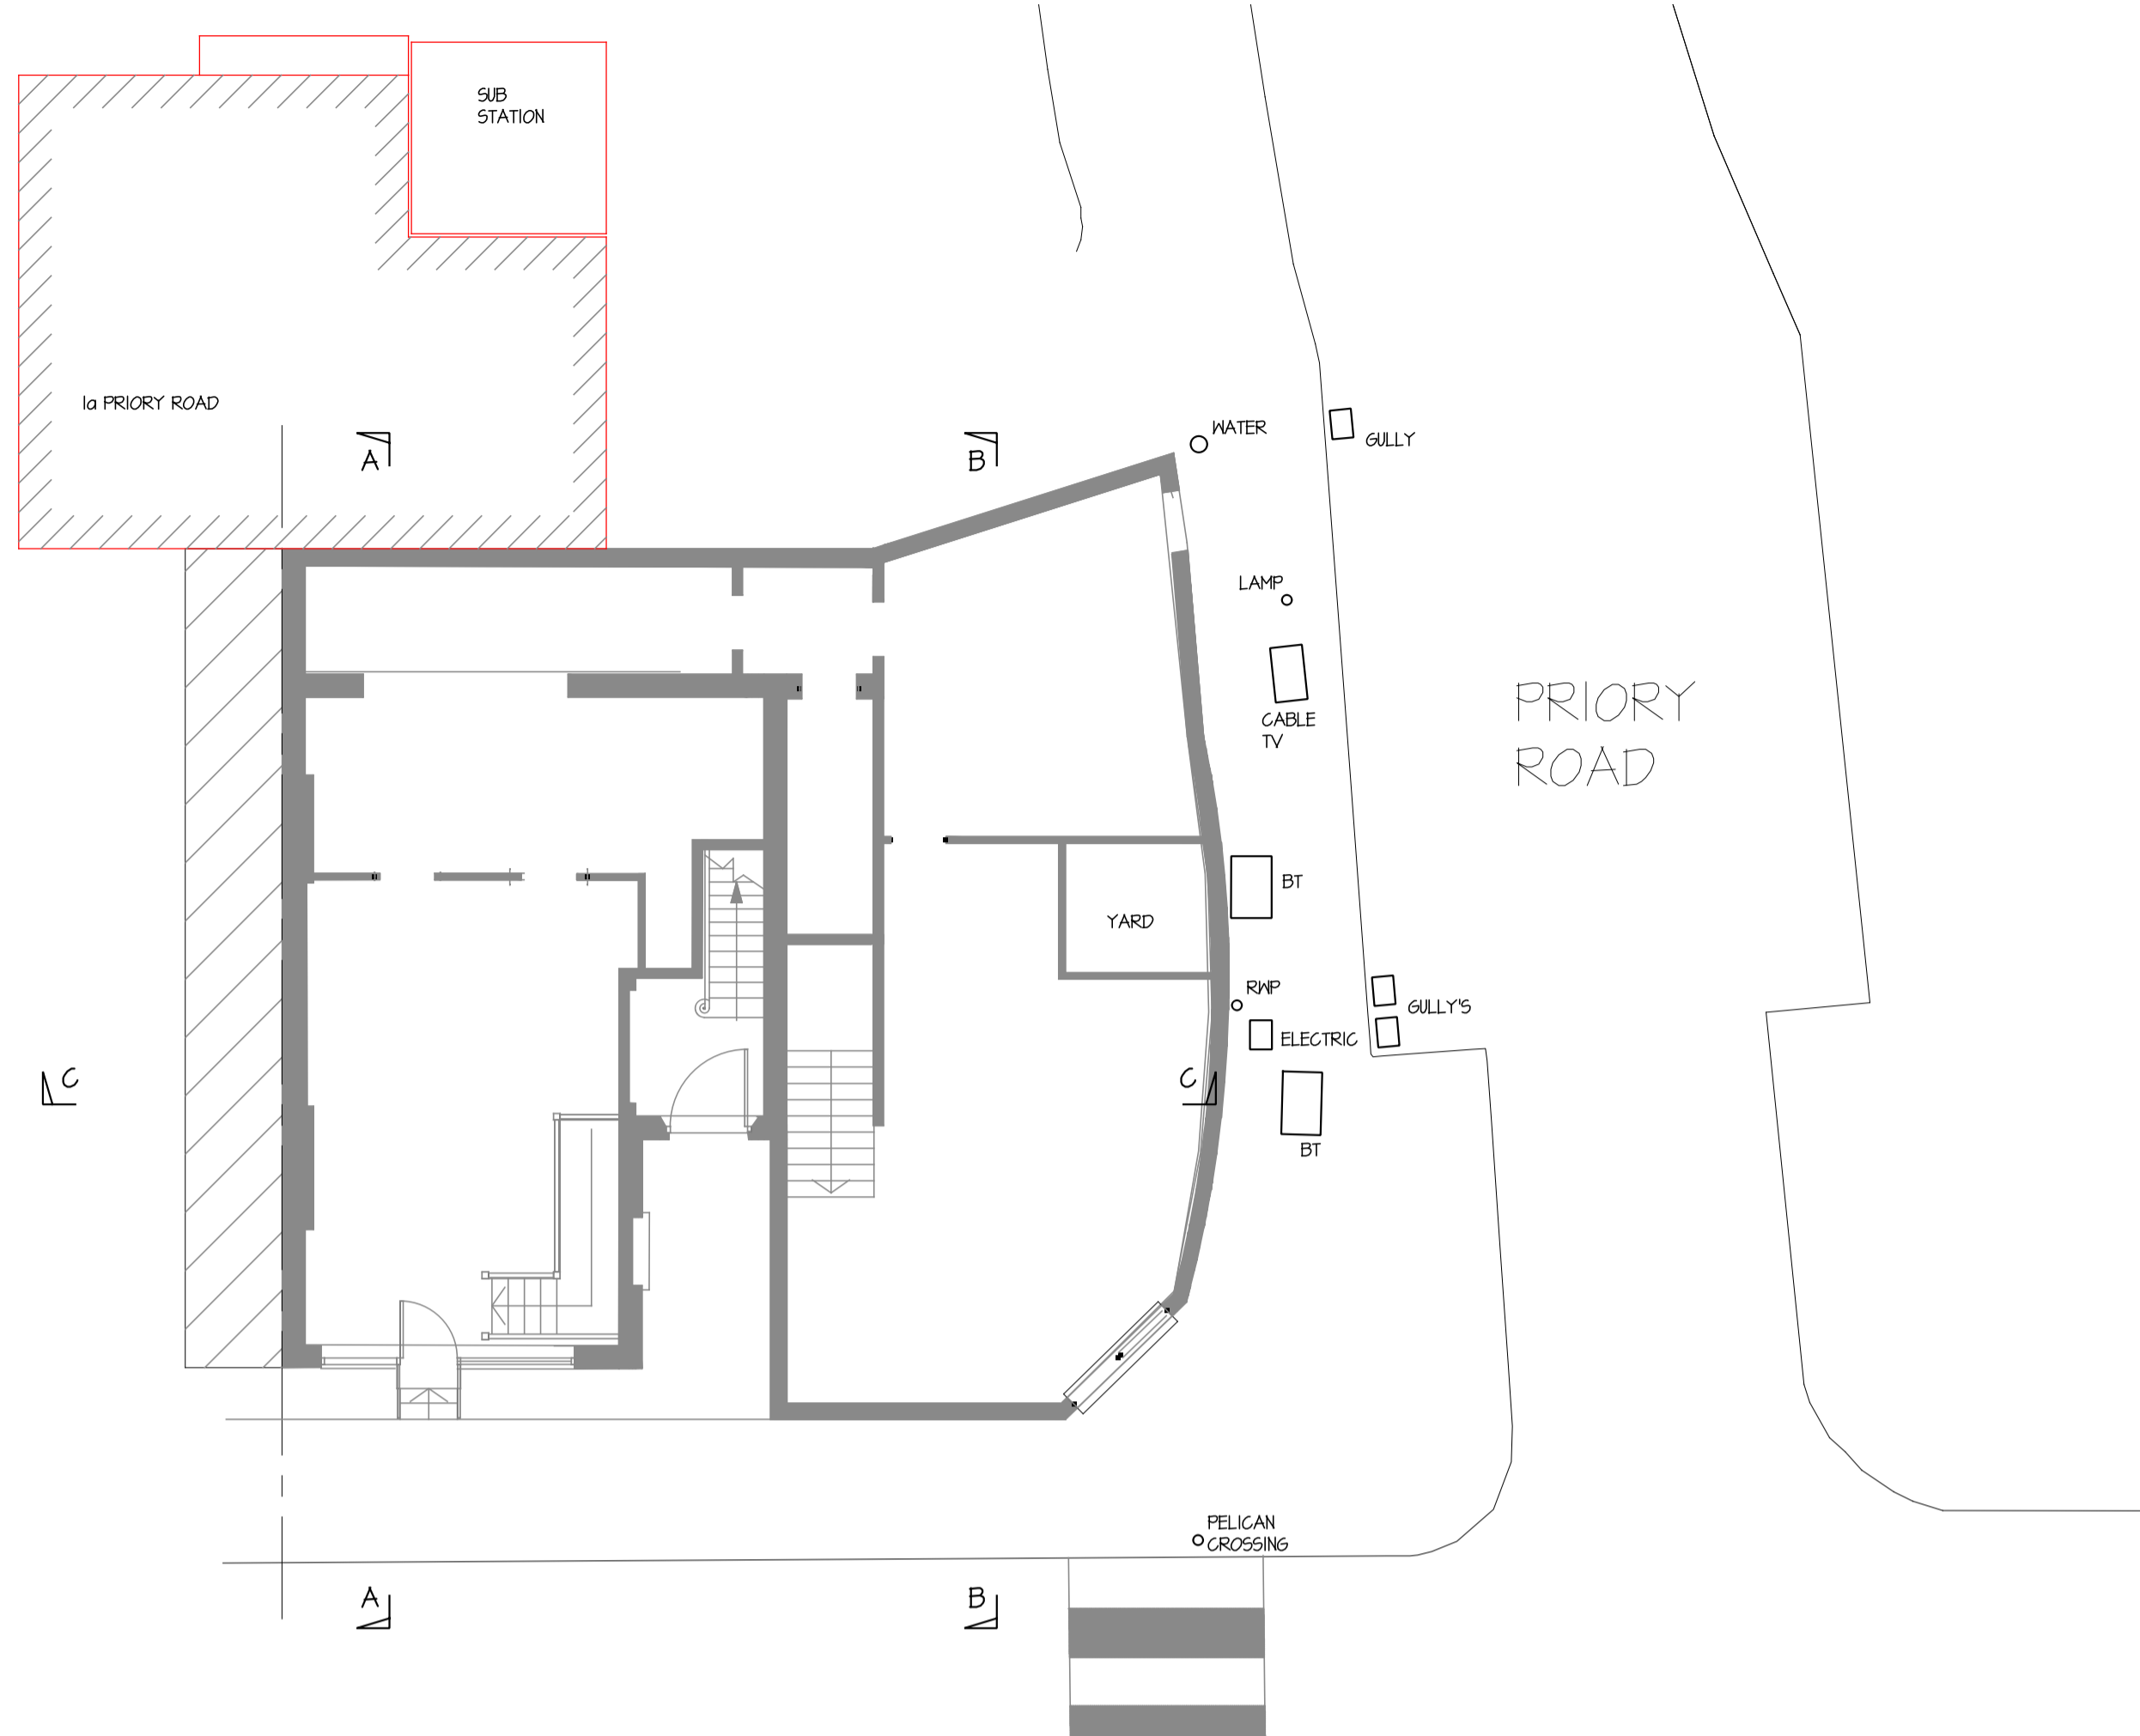 SUB
STATION
1a PRIORY ROAD
A
B
WATER
GULLY
LAMP
CABLE
TV
PRIORY
ROAD
BT
YARD
RWP
GULLY'S
ELECTRIC
C
C
BT
PELICAN
CROSSING
A
B